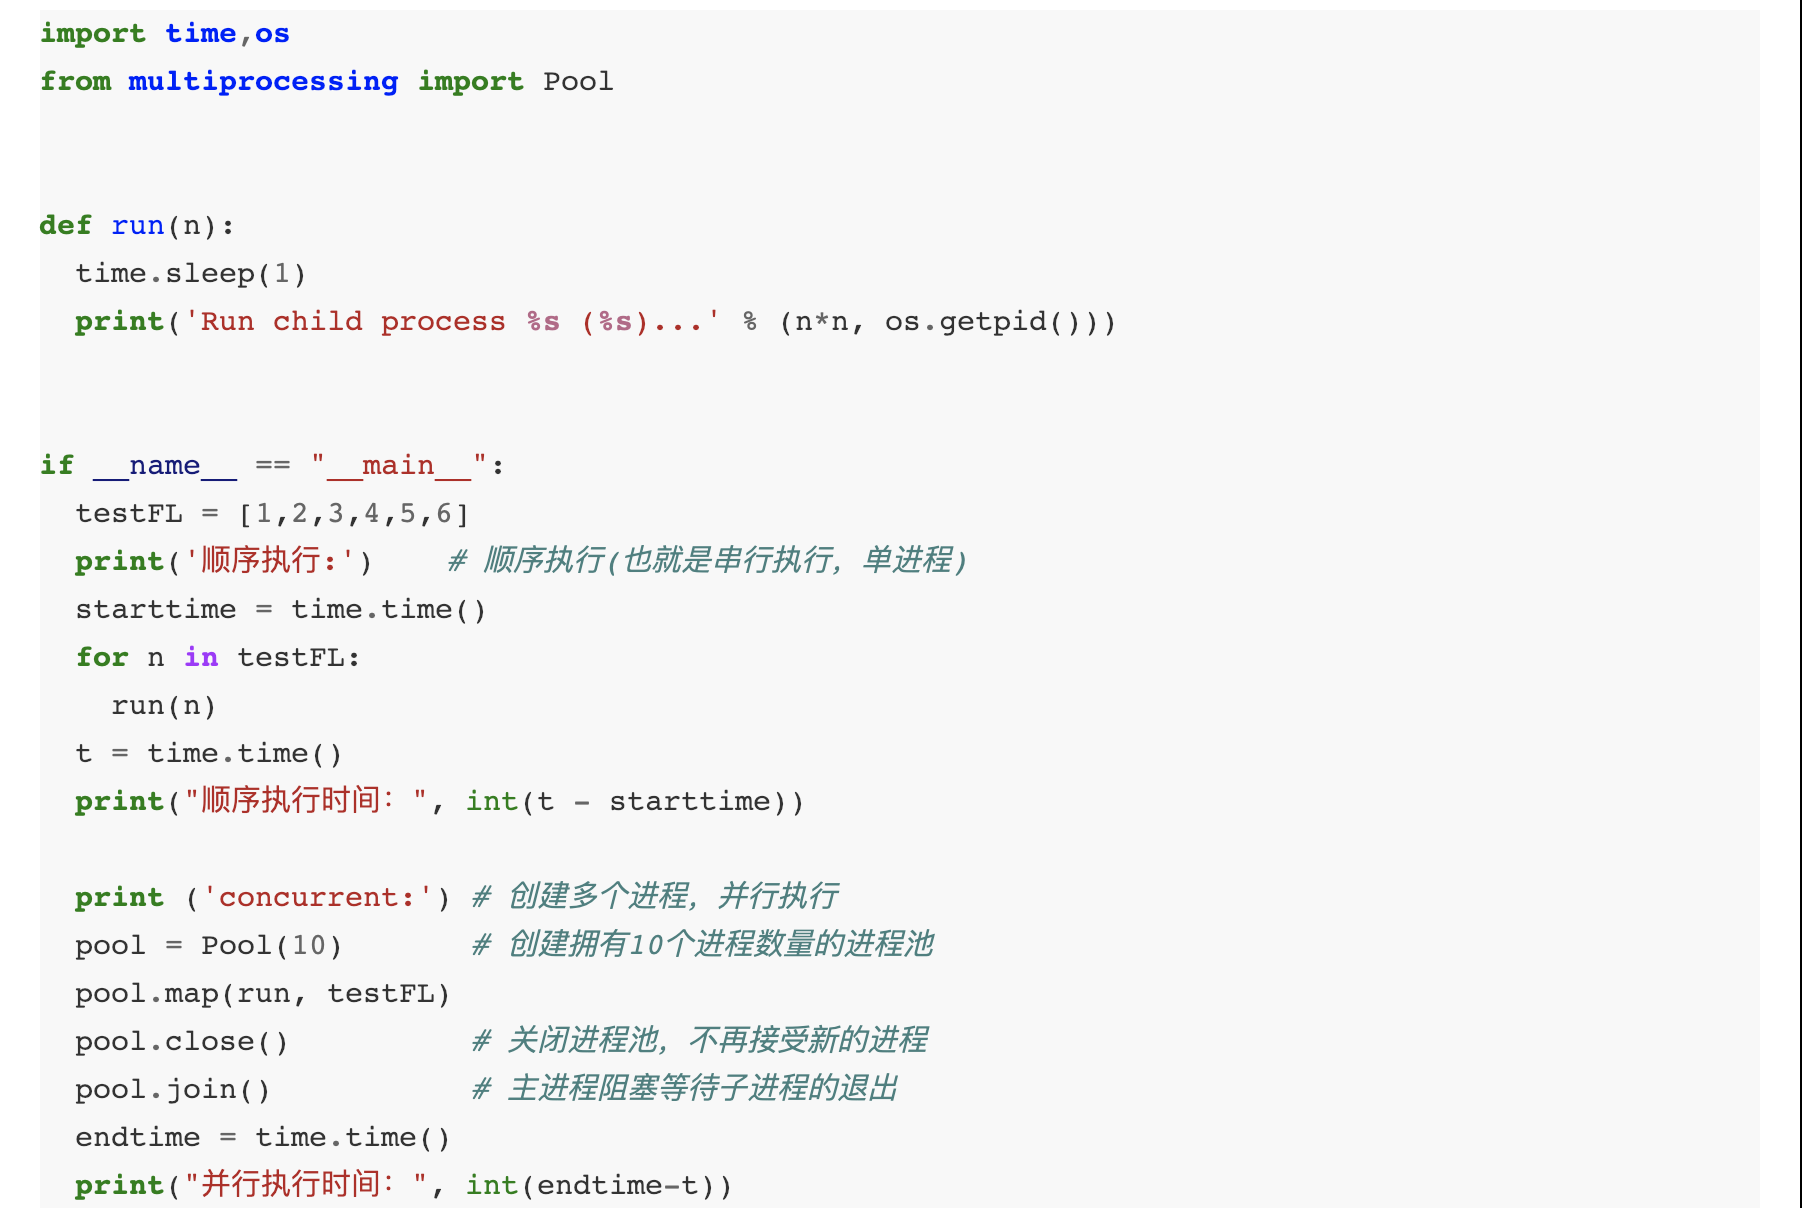 import time,os
from multiprocessing import Pool
def run(n):
  time.sleep(1)
  print('Run child process %s (%s)...' % (n*n, os.getpid()))
if __name__ == "__main__":
  testFL = [1,2,3,4,5,6]
  print('顺序执行:')    # 顺序执行(也就是串行执行，单进程)
  starttime = time.time()
  for n in testFL:
    run(n)
  t = time.time()
  print("顺序执行时间：", int(t - starttime))
  print ('concurrent:') # 创建多个进程，并行执行
  pool = Pool(10)       # 创建拥有10个进程数量的进程池
  pool.map(run, testFL)
  pool.close()          # 关闭进程池，不再接受新的进程
  pool.join()           # 主进程阻塞等待子进程的退出
  endtime = time.time()
  print("并行执行时间：", int(endtime-t))